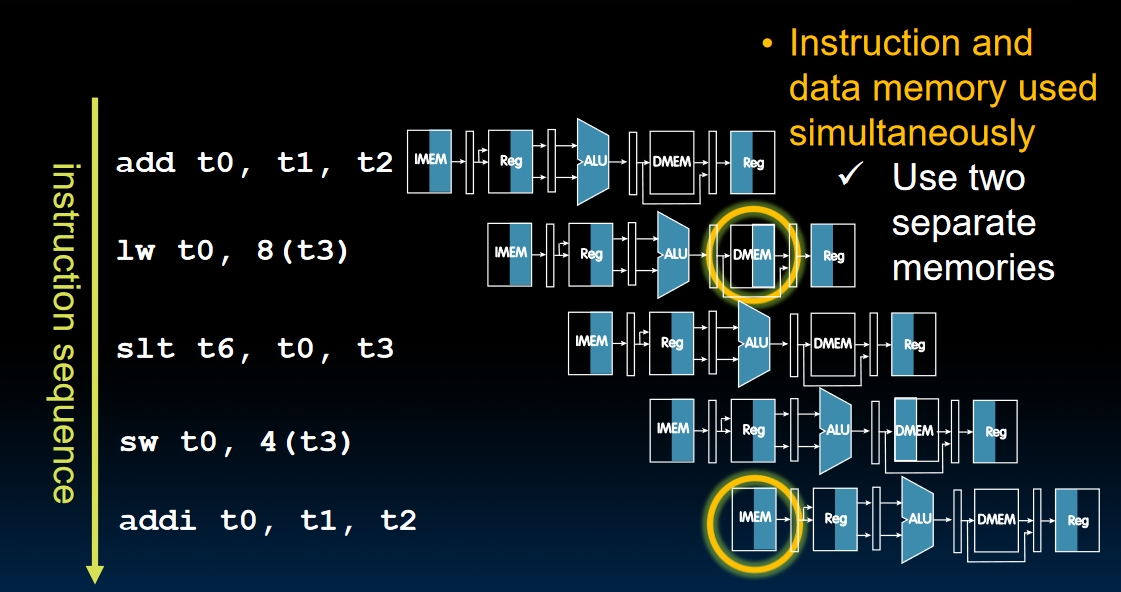 • Instruction and
data memory used
simultaneously
✓ Use two
separate
memories
instruction sequence
add t0, t1, t2
IMEM Reg ALU DMEM Reg
lw t0, 8(t3)
IMEM Reg ALU DMEM Reg
slt t6, t0, t3
IMEM Reg ALU DMEM Reg
sw t0, 4(t3)
IMEM Reg ALU DMEM Reg
addi t0, t1, t2
IMEM Reg ALU DMEM Reg